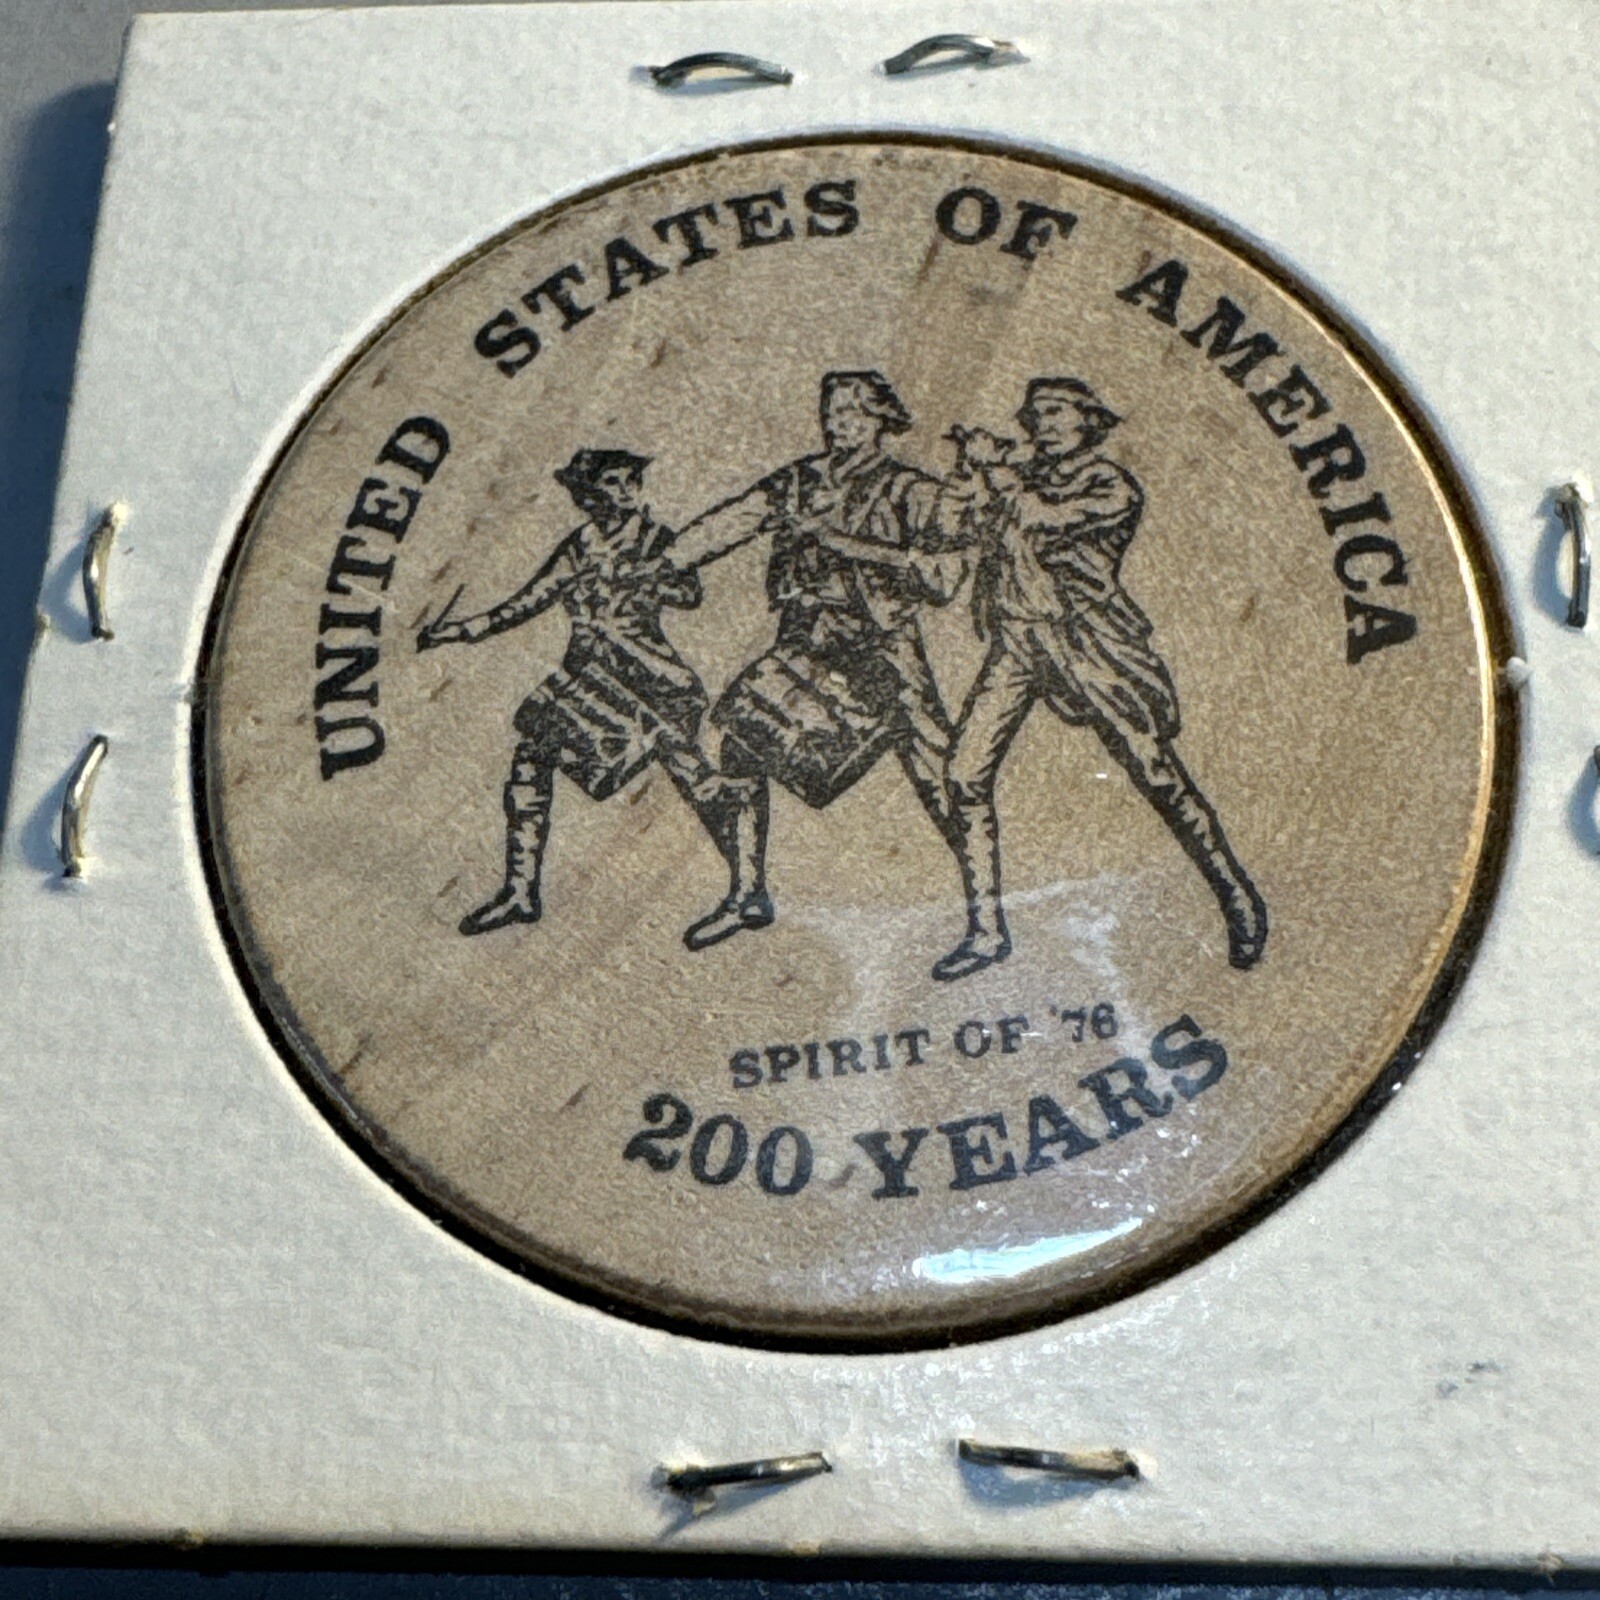 UNITED STATES OF AMERICA
SPIRIT OF '76
200 YEARS